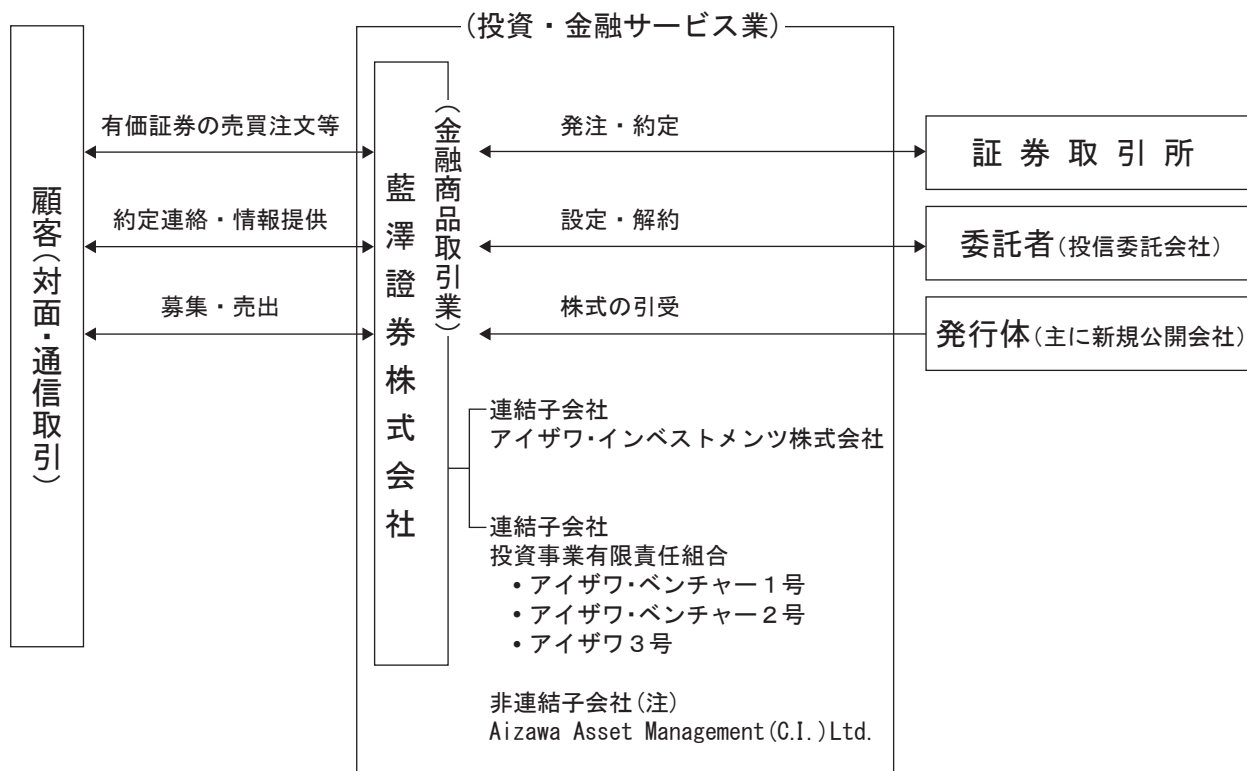 (投資・金融サービス業)
顧客(対面・通信取引)
有価証券の売買注文等
約定連絡・情報提供
募集・売出
藍澤證券株式会社
(金融商品取引業)
発注・約定
設定・解約
株式の引受
証券取引所
委託者(投信委託会社)
発行体(主に新規公開会社)
連結子会社
アイザワ・インベストメンツ株式会社
連結子会社
投資事業有限責任組合
・アイザワ・ベンチャー1号
・アイザワ・ベンチャー2号
・アイザワ3号
非連結子会社(注)
Aizawa Asset Management(C.I.)Ltd.